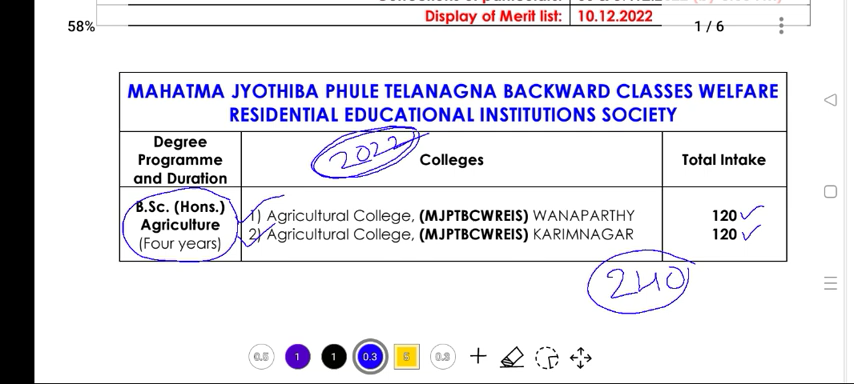 58%
Display of Merit list: 10.12.2022
1 / 6
MAHATMA JYOTHIBA PHULE TELANAGNA BACKWARD CLASSES WELFARE
RESIDENTIAL EDUCATIONAL INSTITUTIONS SOCIETY
Degree
Programme
and Duration
2022
Colleges
Total Intake
B.Sc. (Hons.)
Agriculture
(Four years)
1) Agricultural College, (MJPTBCWREIS) WANAPARTHY 120
2) Agricultural College, (MJPTBCWREIS) KARIMNAGAR 120
240
0.5 1 1 0.3 5 0.3